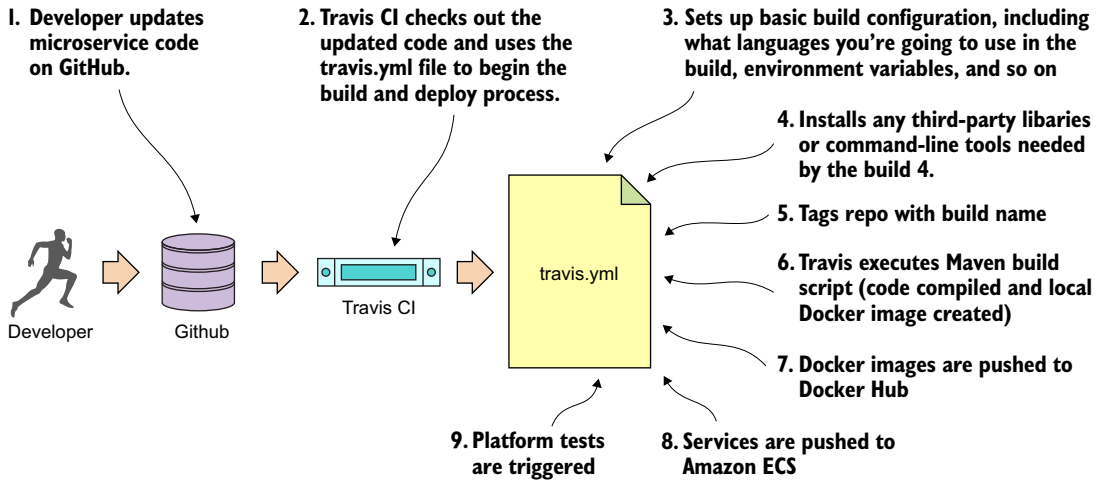 1. Developer updates
microservice code
on GitHub.
2. Travis CI checks out the
updated code and uses the
travis.yml file to begin the
build and deploy process.
3. Sets up basic build configuration, including
what languages you're going to use in the
build, environment variables, and so on
4. Installs any third-party libaries
or command-line tools needed
by the build 4.
5. Tags repo with build name
6. Travis executes Maven build
script (code compiled and local
Docker image created)
7. Docker images are pushed to
Docker Hub
8. Services are pushed to
Amazon ECS
9. Platform tests
are triggered
Developer
Github
Travis CI
travis.yml